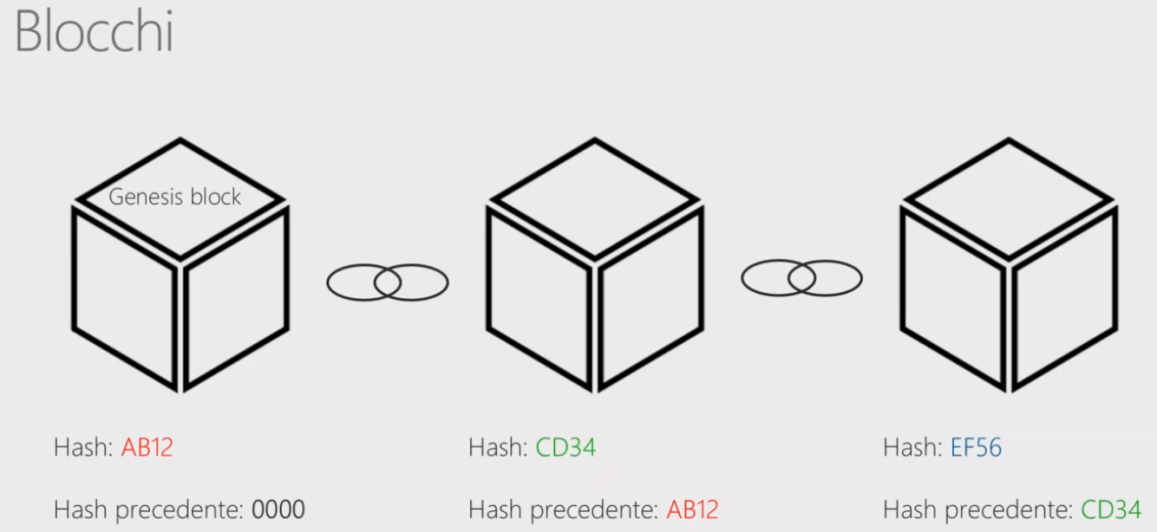 Blocchi
Genesis block
Hash: AB12
Hash precedente: 0000
Hash: CD34
Hash precedente: AB12
Hash: EF56
Hash precedente: CD34